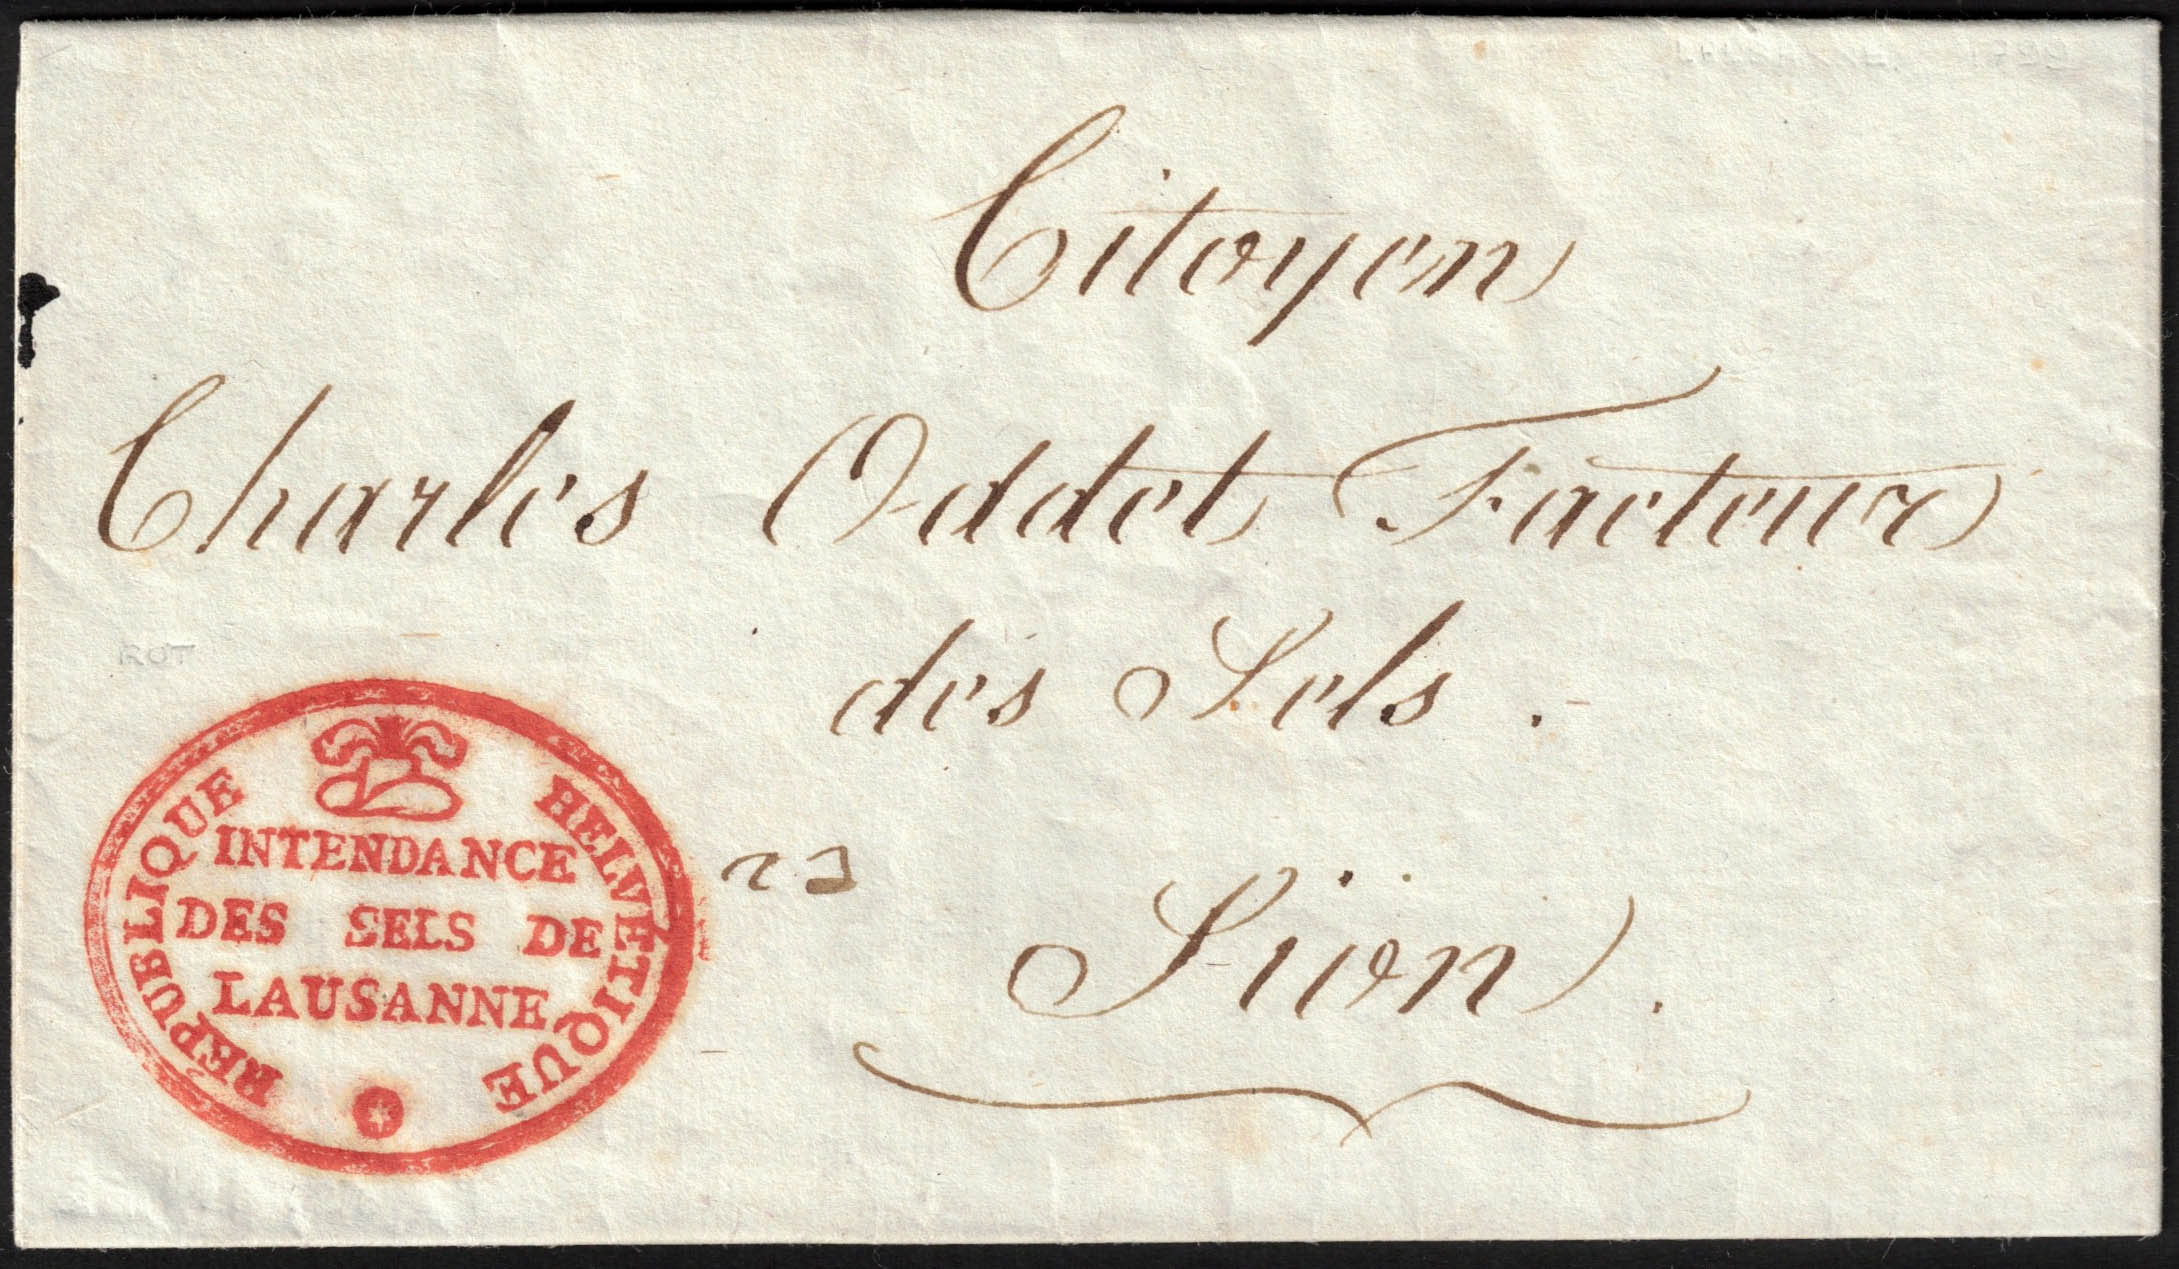 Citoyen
Charles Oddet Facteur
des Sels .
Sion .
ROT
REPUBLIQUE HELVETIQUE
INTENDANCE
DES SELS DE
LAUSANNE